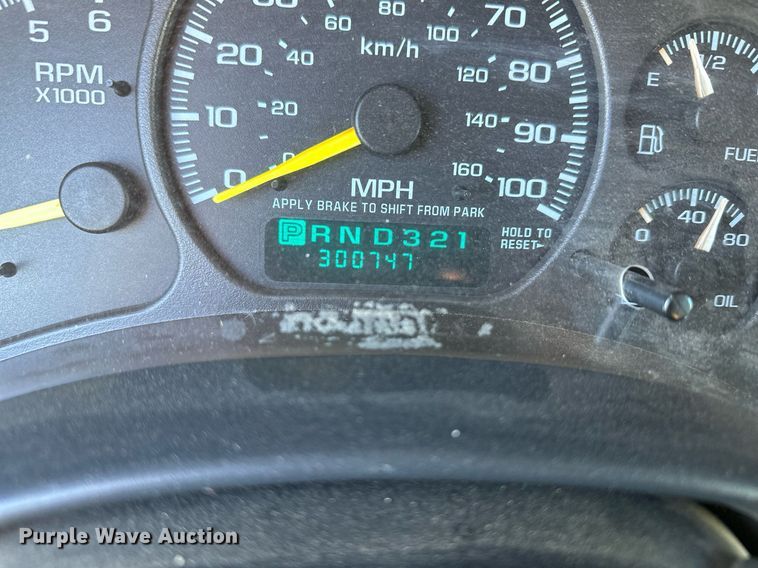 5 6
RPM
X1000
0 10 20 70 80 90 100
0 20 40 60 80 100 120 140 160
km/h
MPH
APPLY BRAKE TO SHIFT FROM PARK
PRND321
300747
HOLD TO
RESET
E 1/2
FUEL
0 40 80
OIL
Purple Wave Auction